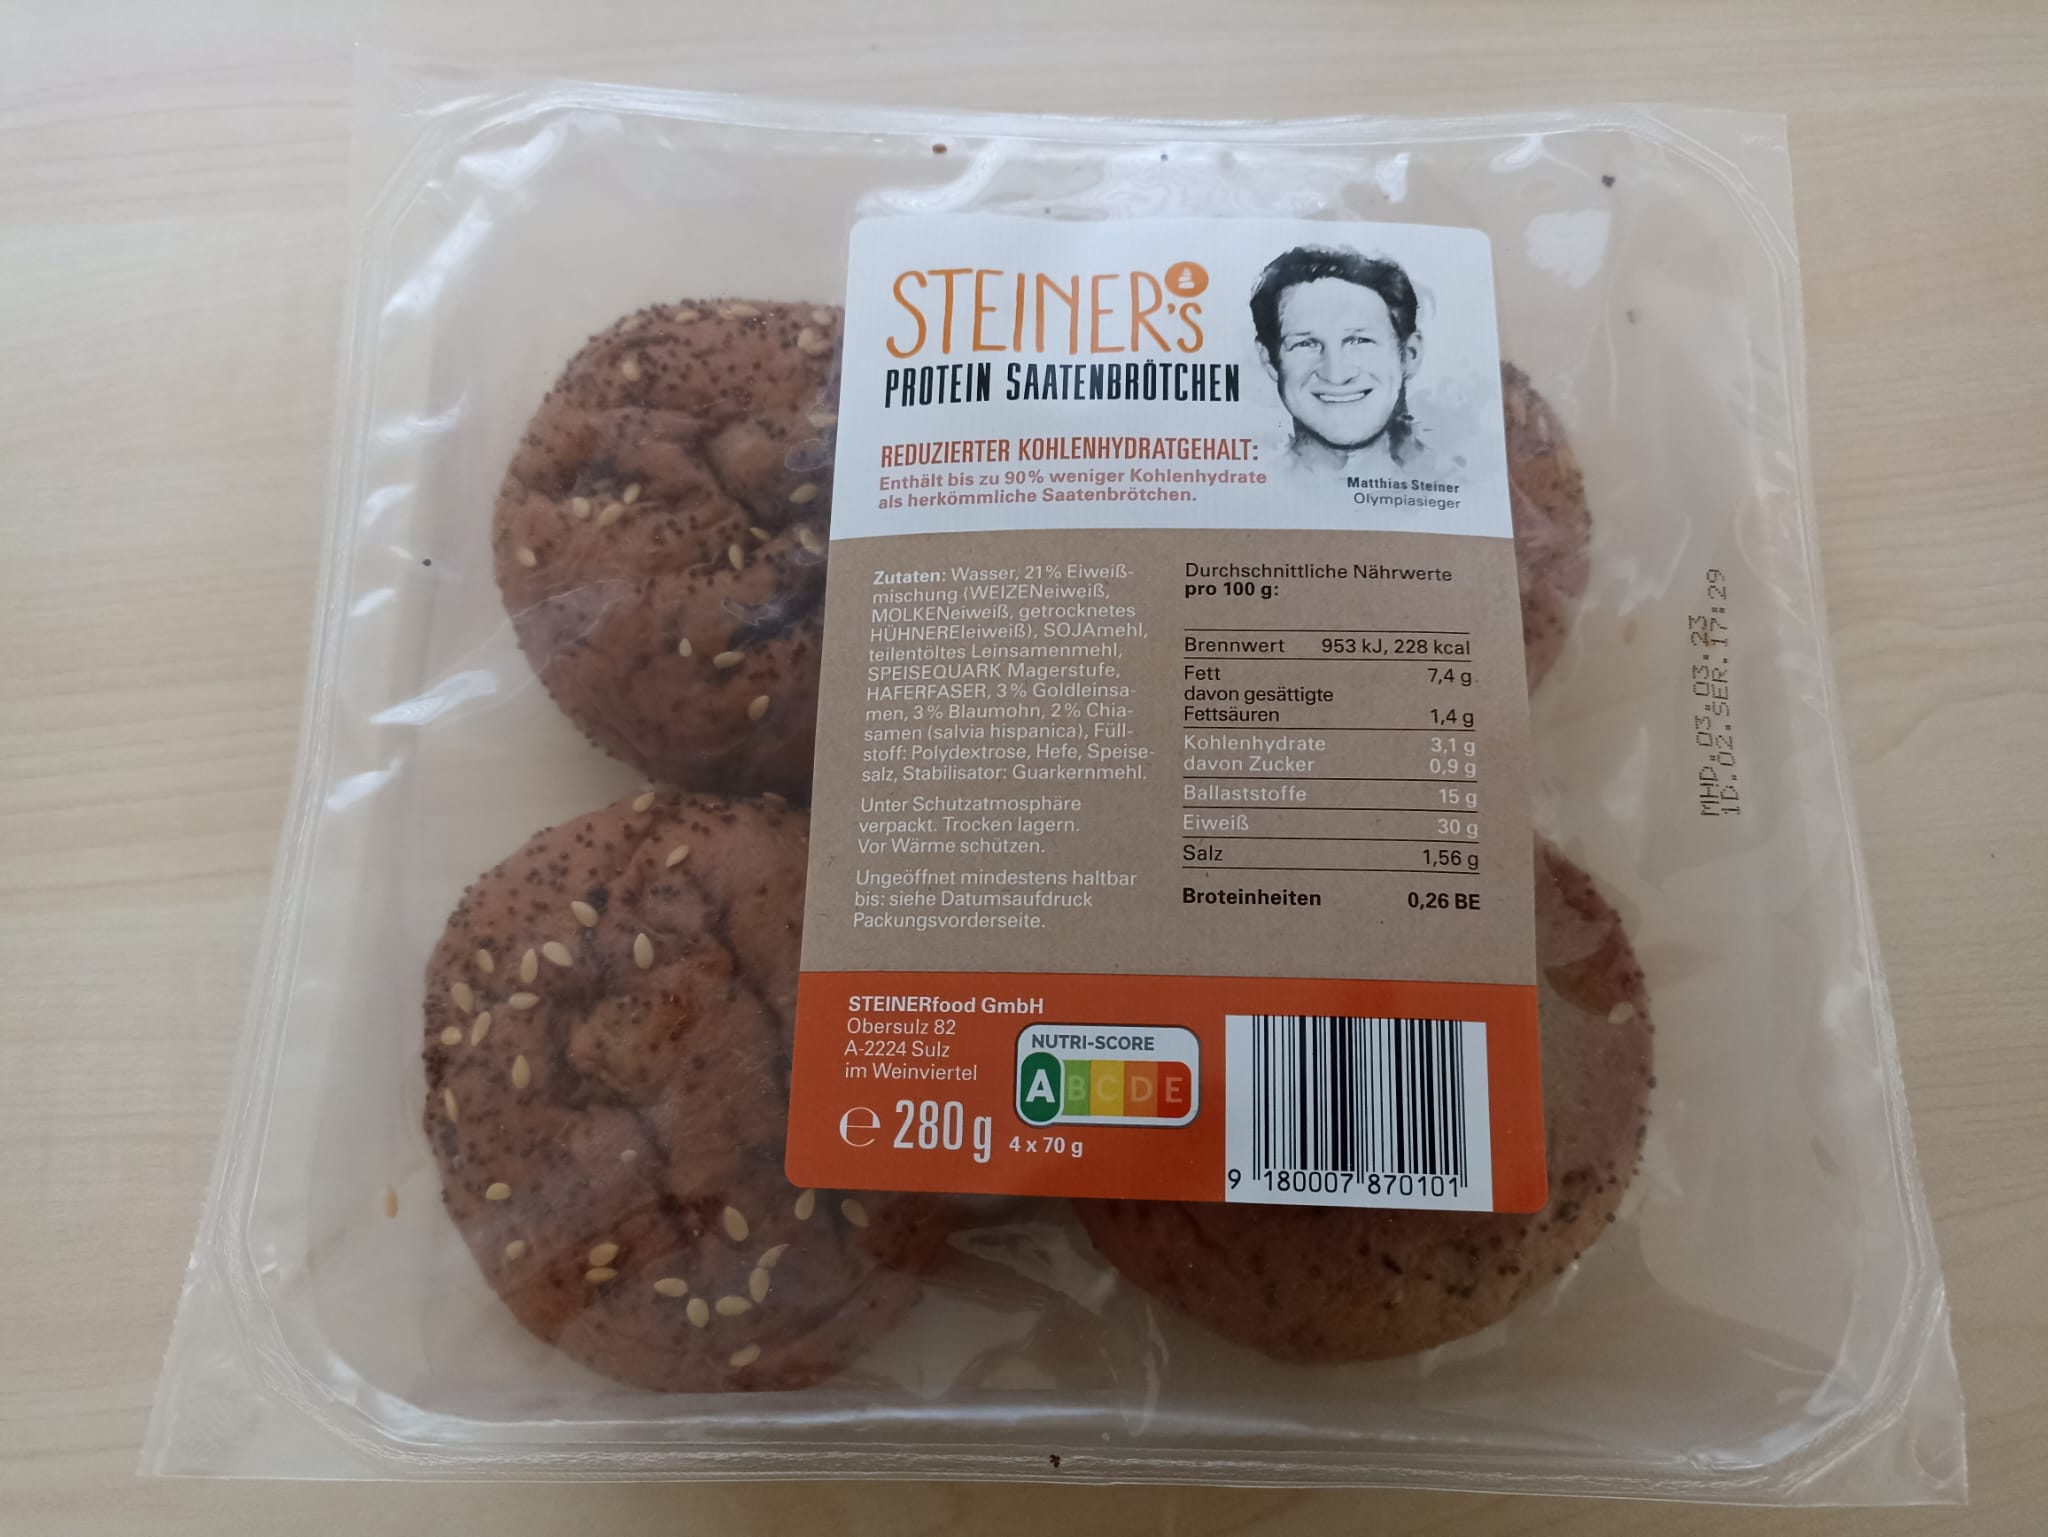 STEINER'S
PROTEIN SAATENBRÖTCHEN
REDUZIERTER KOHLENHYDRATGEHALT:
Enthält bis zu 90% weniger Kohlenhydrate
als herkömmliche Saatenbrötchen.
Matthias Steiner
Olympiasieger
Zutaten: Wasser, 21% Eiweiß-
mischung (WEIZENeiweiß,
MOLKENeiweiß, getrocknetes
HÜHNEREIeiweiß), SOJAmehl,
teilentöltes Leinsamenmehl,
SPEISEQUARK Magerstufe,
HAFERFASER, 3% Goldleinsa-
men, 3% Blaumohn, 2% Chia-
samen (salvia hispanica), Füll-
stoff: Polydextrose, Hefe, Speise-
salz, Stabilisator: Guarkernmehl.
Unter Schutzatmosphäre
verpackt. Trocken lagern.
Vor Wärme schützen.
Ungeöffnet mindestens haltbar
bis: siehe Datumsaufdruck
Packungsvorderseite.
Durchschnittliche Nährwerte
pro 100 g:
Brennwert 953 kJ, 228 kcal
Fett 7,4 g
davon gesättigte
Fettsäuren 1,4 g
Kohlenhydrate 3,1 g
davon Zucker 0,9 g
Ballaststoffe 15 g
Eiweiß 30 g
Salz 1,56 g
Broteinheiten 0,26 BE
STEINERfood GmbH
Obersulz 82
A-2224 Sulz
im Weinviertel
e 280 g 4 x 70 g
NUTRI-SCORE
A B C D E
9 180007 870101
MHD.03.03.23
1D.02.SER.17:29